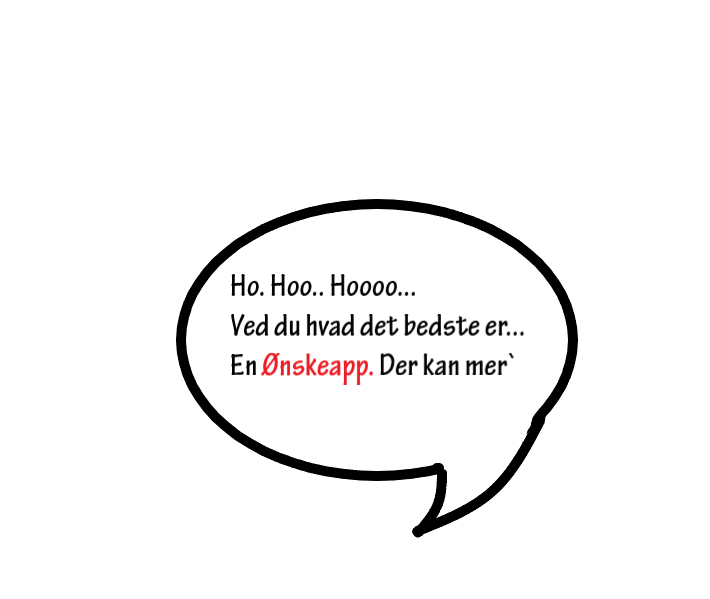 Ho. Hoo.. Hoooo...
Ved du hvad det bedste er...
En Ønskeapp. Der kan mer`